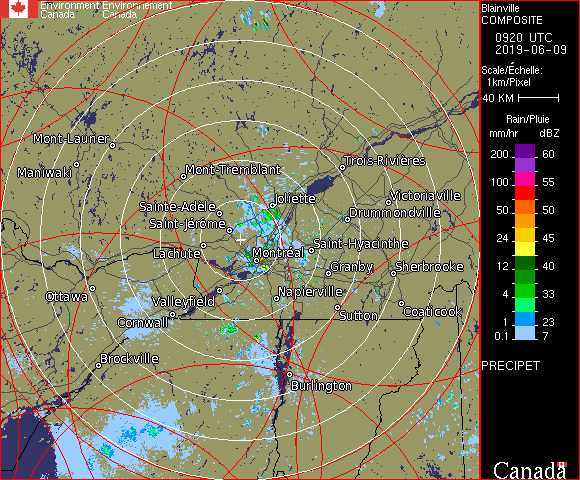 Environment Environnement
Canada Canada
Blainville
COMPOSITE
0920 UTC
2019-06-09
Scale/Échelle:
1km/Pixel
40 KM
Rain/Pluie
mm/hr dBZ
200 60
100 55
50 50
24 45
12 40
4 33
1 23
0.1 7
PRECIPET
Canada
Mont-Laurier
Maniwaki
Mont-Tremblant
Trois-Rivières
Joliette
Victoriaville
Sainte-Adèle
Drummondville
Saint-Jérôme
Saint-Hyacinthe
Lachute
Montréal
Granby
Sherbrooke
Ottawa
Valleyfield
Napierville
Coaticook
Sutton
Cornwall
Brockville
Burlington